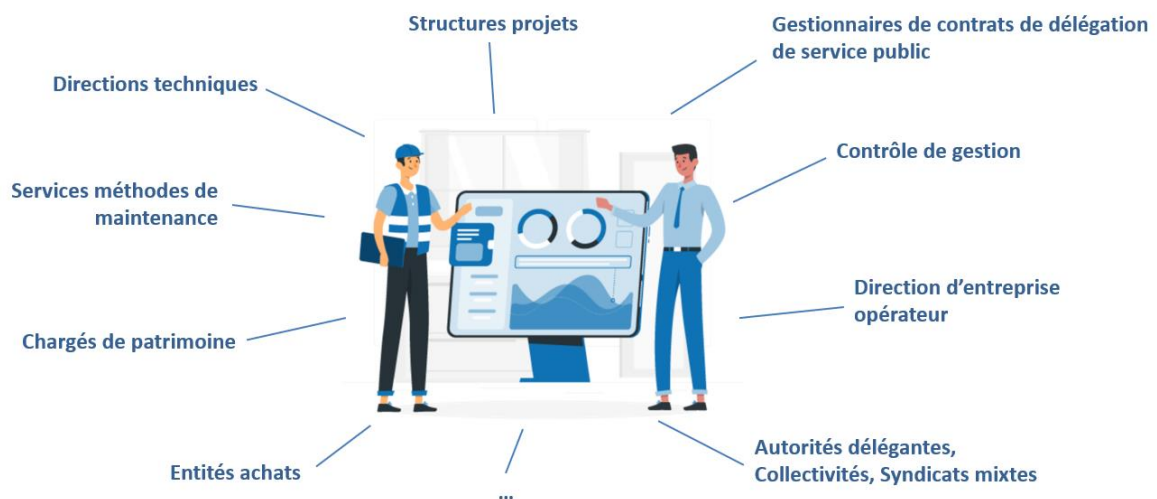 Structures projets
Gestionnaires de contrats de délégation
de service public
Directions techniques
Contrôle de gestion
Services méthodes de
maintenance
Direction d’entreprise
opérateur
Chargés de patrimoine
Autorités délégantes,
Collectivités, Syndicats mixtes
Entités achats
...